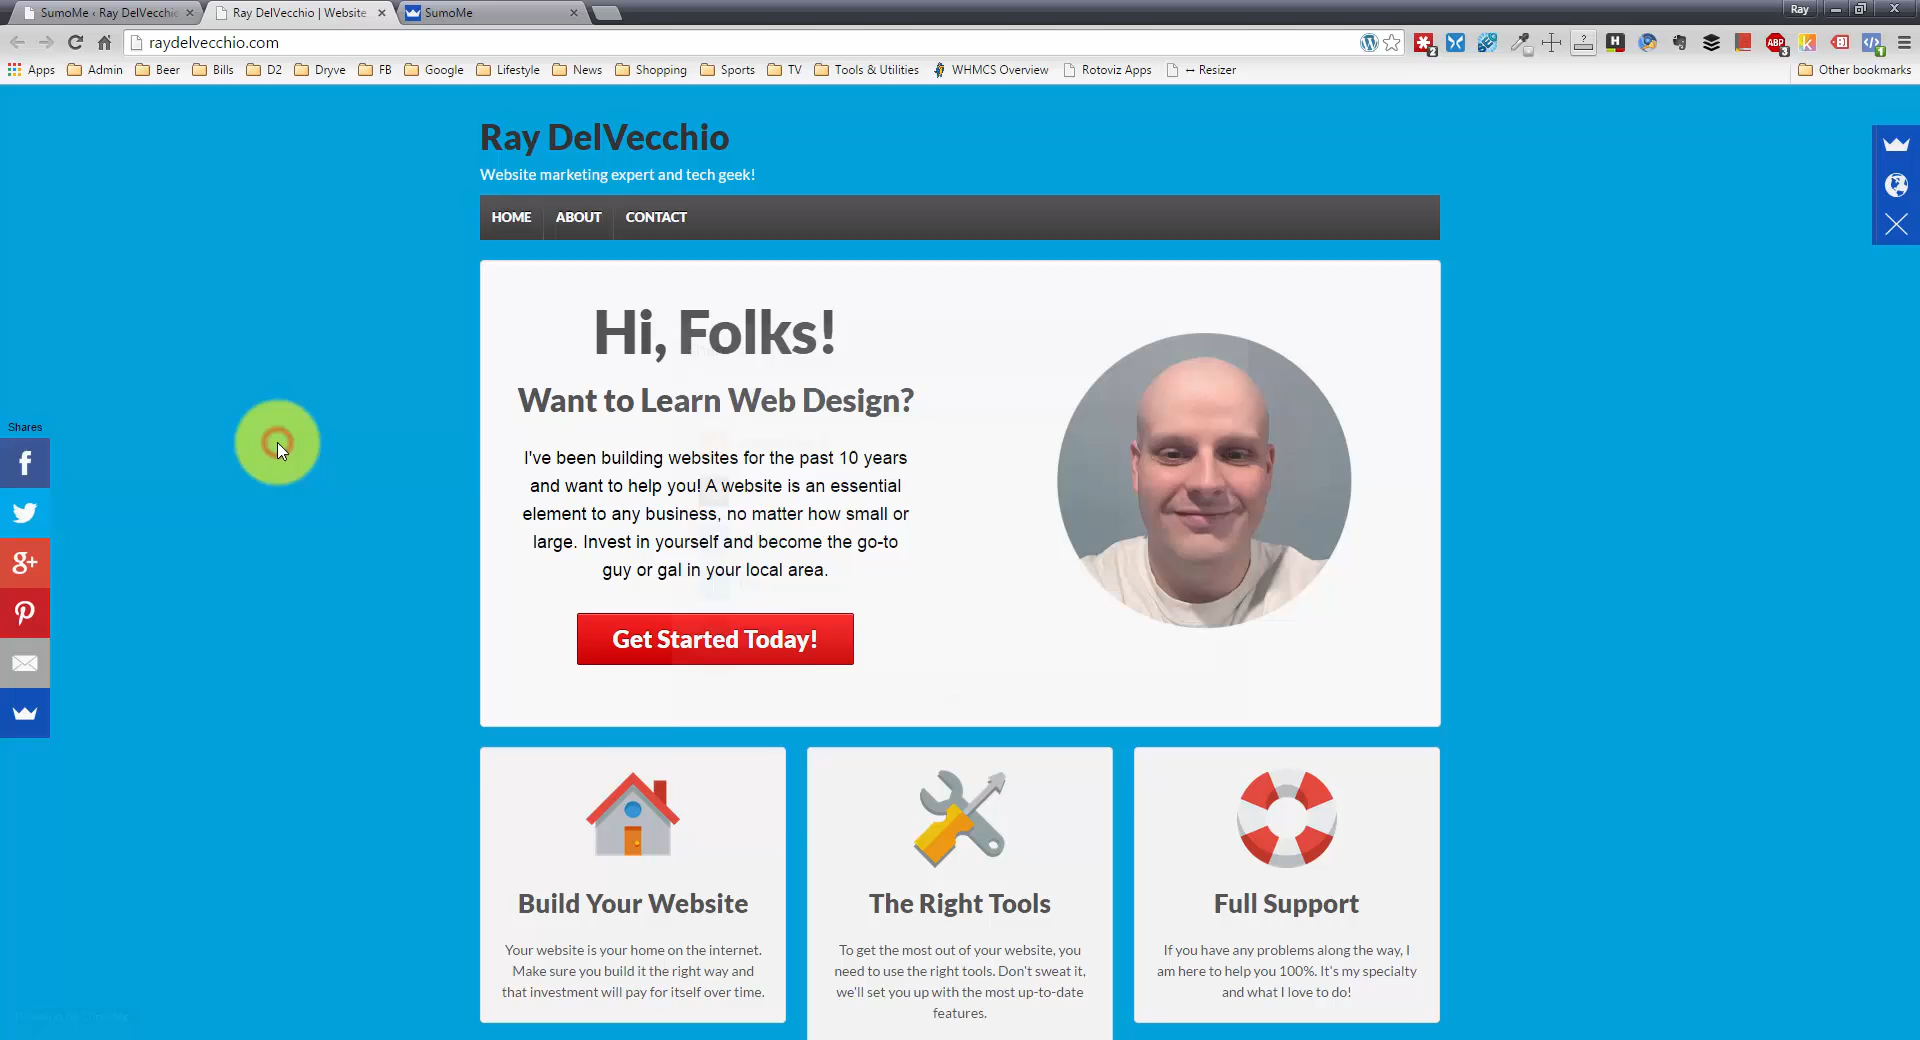 SumoMe ‹ Ray DelVecchio
Ray DelVecchio | Website
SumoMe
Ray
raydelvecchio.com
Apps Admin Beer Bills D2 Dryve FB Google Lifestyle News Shopping Sports TV Tools & Utilities WHMCS Overview Rotoviz Apps ↔ Resizer Other bookmarks
Ray DelVecchio
Website marketing expert and tech geek!
HOME ABOUT CONTACT
Hi, Folks!
Want to Learn Web Design?
I've been building websites for the past 10 years
and want to help you! A website is an essential
element to any business, no matter how small or
large. Invest in yourself and become the go-to
guy or gal in your local area.
Get Started Today!
Shares
f
g+
Build Your Website
Your website is your home on the internet.
Make sure you build it the right way and
that investment will pay for itself over time.
The Right Tools
To get the most out of your website, you
need to use the right tools. Don't sweat it,
we'll set you up with the most up-to-date
features.
Full Support
If you have any problems along the way, I
am here to help you 100%. It's my specialty
and what I love to do!